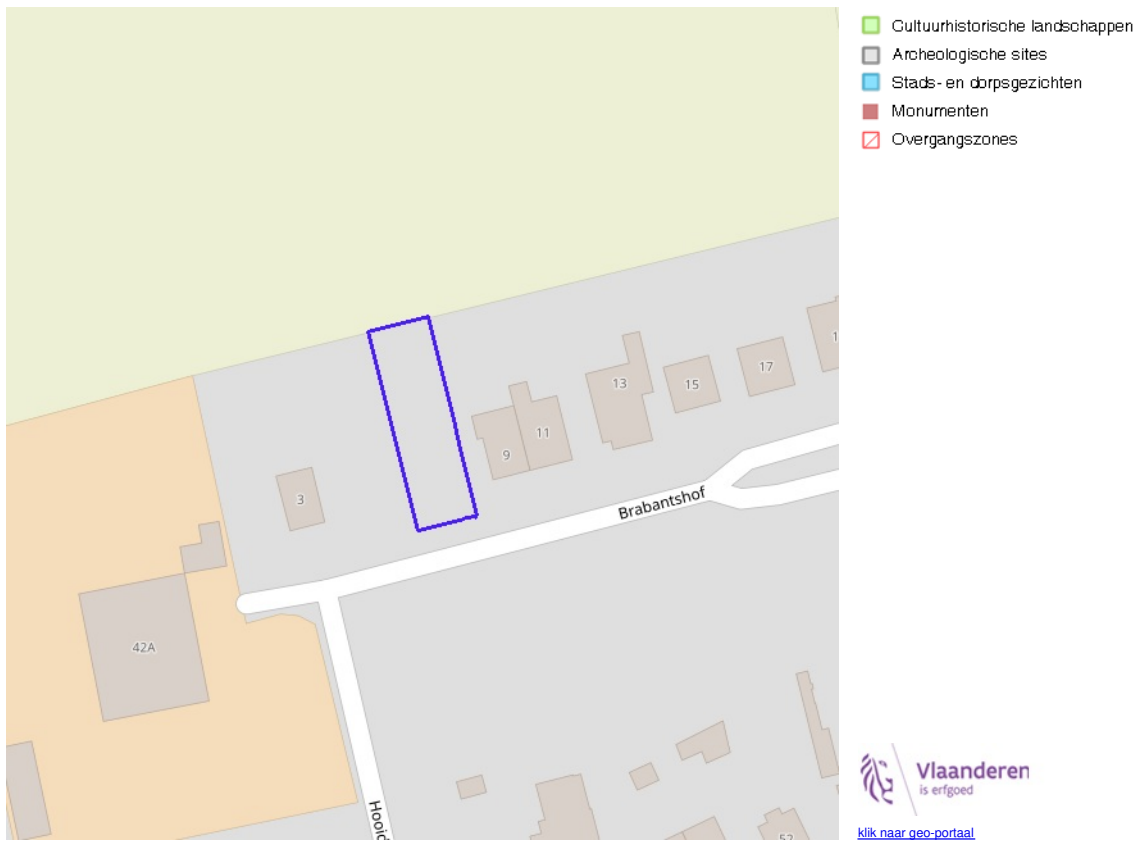 Cultuurhistorische landschappen
Archeologische sites
Stads- en dorpsgezichten
Monumenten
Overgangszones
17
13
15
11
9
3
Brabantshof
42A
Hooid
52
Vlaanderen
is erfgoed
klik naar geo-portaal